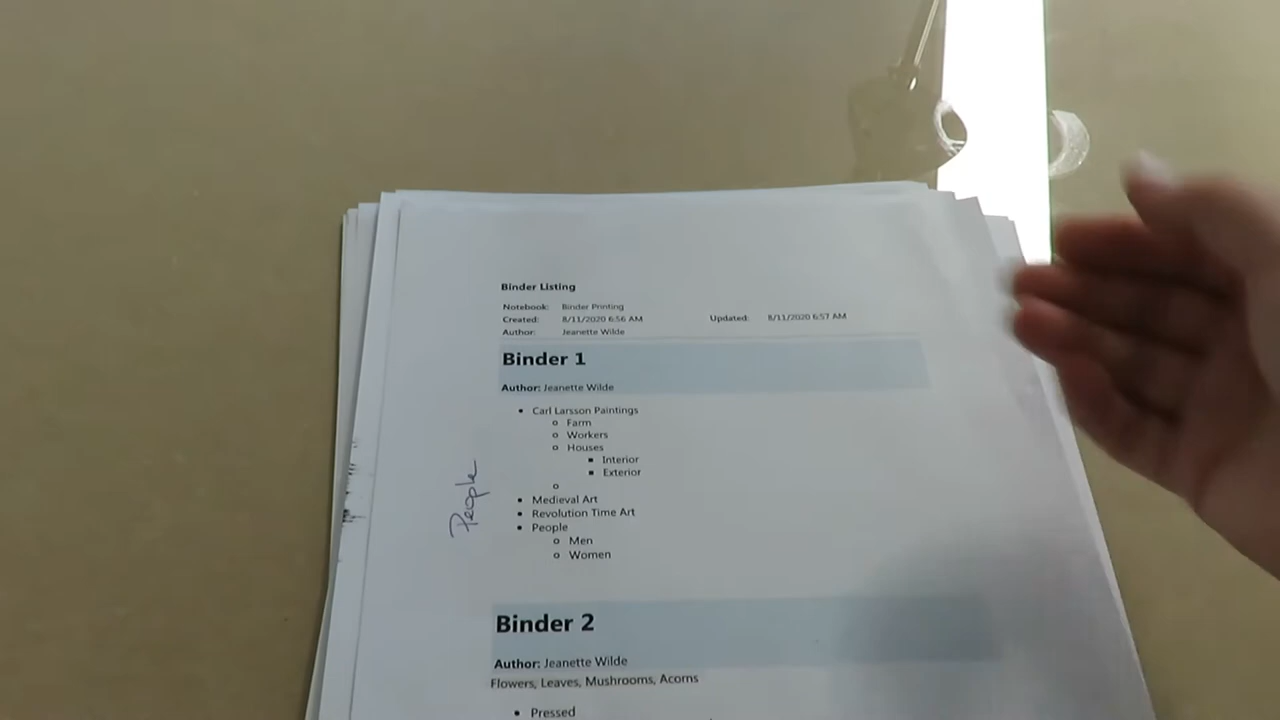 Binder Listing
Notebook: Binder Printing
Created: 8/11/2020 6:56 AM Updated: 8/11/2020 6:57 AM
Author: Jeanette Wilde
Binder 1
Author: Jeanette Wilde
• Carl Larsson Paintings
o Farm
o Workers
o Houses
▪ Interior
▪ Exterior
o
• Medieval Art
• Revolution Time Art
• People
o Men
o Women
People
Binder 2
Author: Jeanette Wilde
Flowers, Leaves, Mushrooms, Acorns
• Pressed